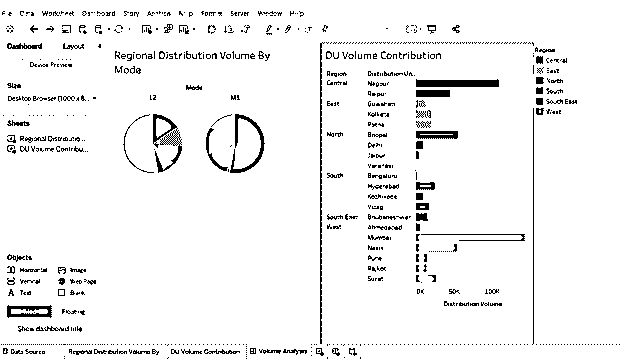 File Data Worksheet Dashboard Story Analysis Map Format Server Window Help
Dashboard Layout
Device Preview
Size
Desktop Browser (1000 x 8...
Sheets
Regional Distributio...
DU Volume Contribu...
Objects
Horizontal Image
Vertical Web Page
A Text Blank
Floating
Show dashboard title
Regional Distribution Volume By
Mode
Mode
L2 M1
DU Volume Contribution
Region Distribution Un..
Central Nagpur
Raipur
East Guwahati
Kolkata
Patna
North Bhopal
Delhi
Jaipur
Varanasi
South Bengaluru
Hyderabad
Vizag
South East Bhubaneshwar
West Ahmedabad
Mumbai
Pune
Rajkot
Surat
0K 50K 100K
Distribution Volume
Region
Central
East
North
South
South East
West
Data Source Regional Distribution Volume By DU Volume Contribution Volume Analysis